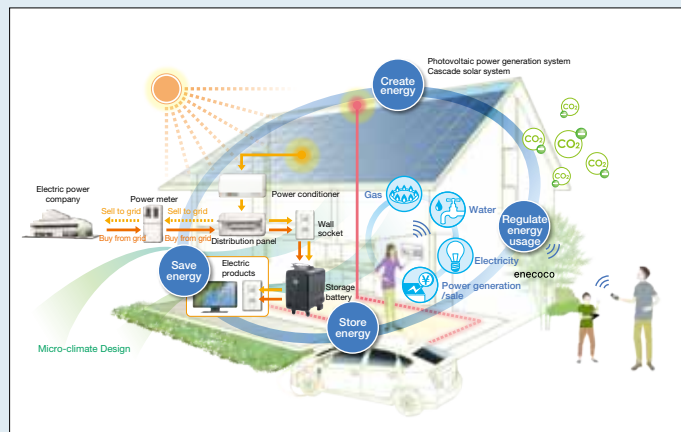 Photovoltaic power generation system
Cascade solar system
Create
energy
CO2
CO2
CO2
CO2
CO2
Electric power
company
Power meter
Sell to grid
Sell to grid
Buy from grid
Buy from grid
Power conditioner
Distribution panel
Wall
socket
Gas
Water
Electricity
Power generation
/sale
¥
Regulate
energy
usage
enecoco
Save
energy
Electric
products
Storage
battery
Store
energy
Micro-climate Design